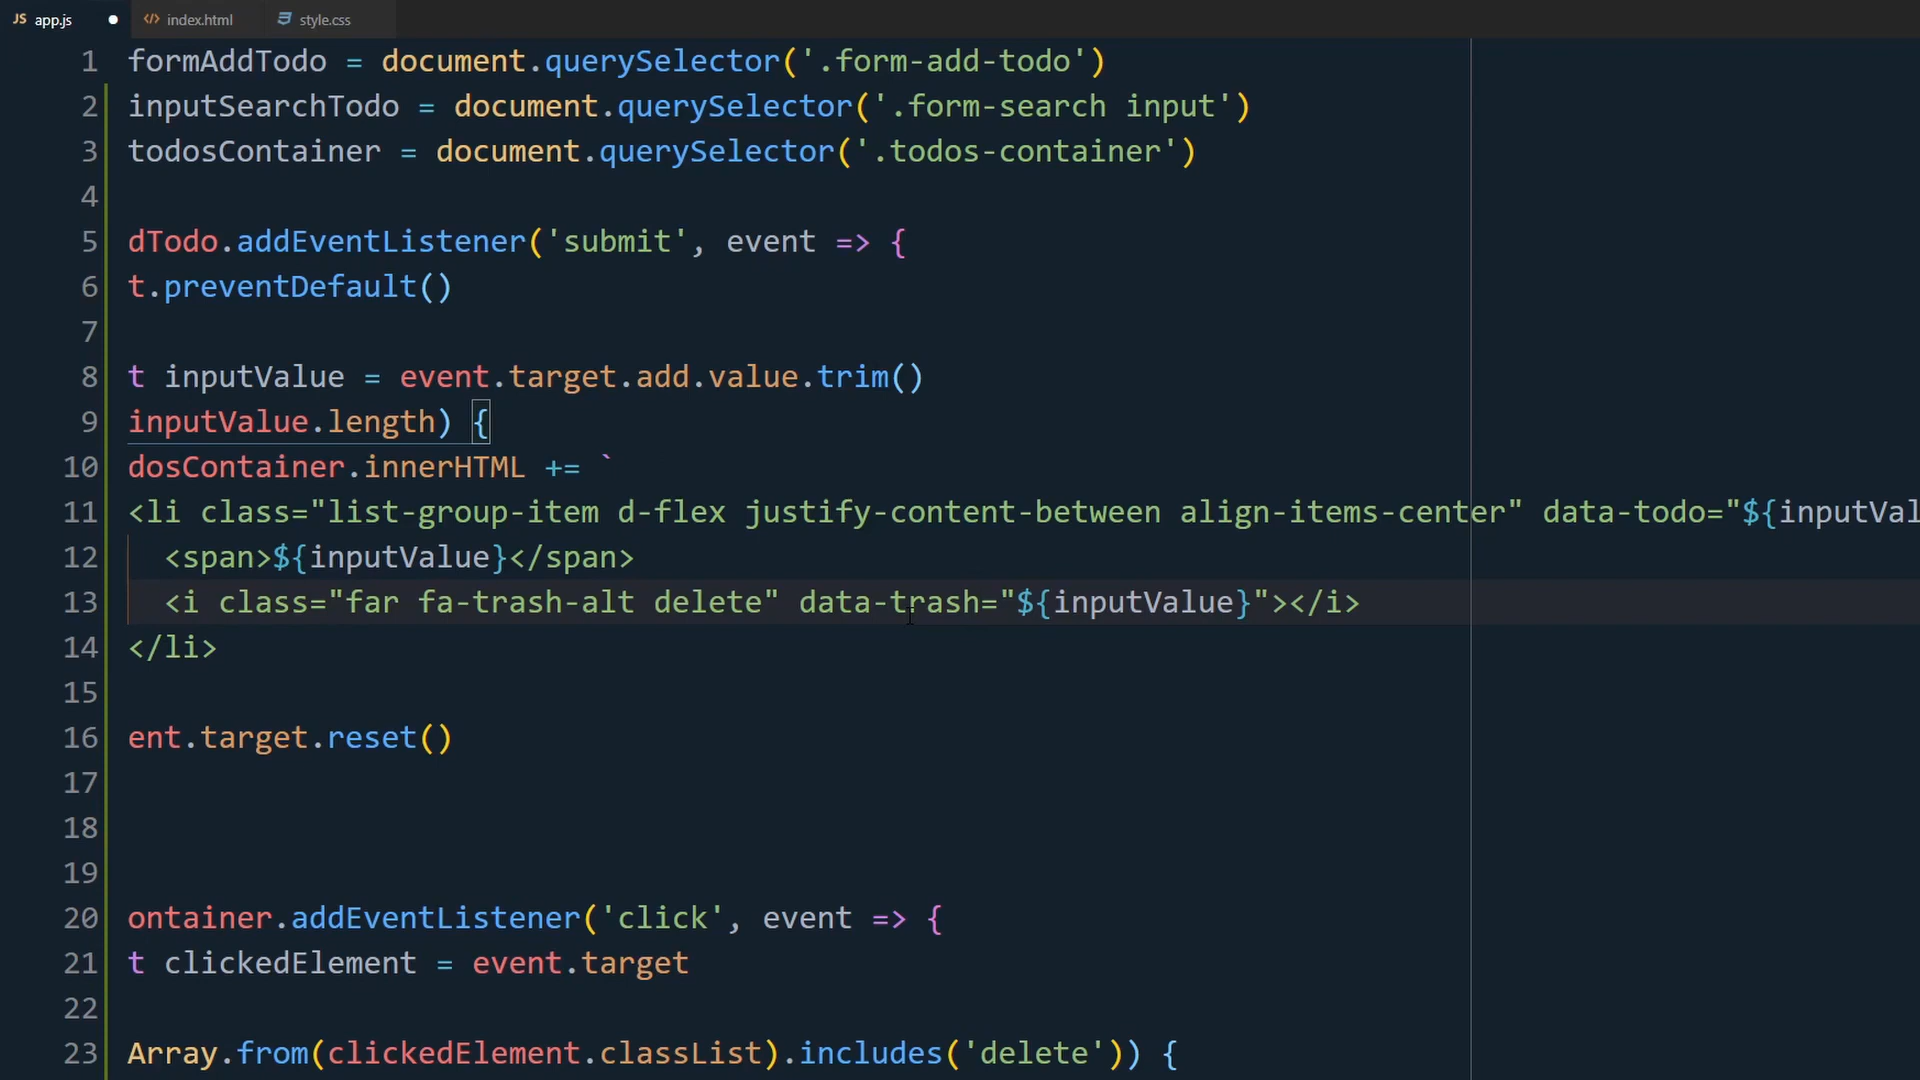 JS app.js ● <> index.html style.css
1 formAddTodo = document.querySelector('.form-add-todo')
2 inputSearchTodo = document.querySelector('.form-search input')
3 todosContainer = document.querySelector('.todos-container')
4
5 dTodo.addEventListener('submit', event => {
6 t.preventDefault()
7
8 t inputValue = event.target.add.value.trim()
9 inputValue.length) {
10 dosContainer.innerHTML += `
11 <li class="list-group-item d-flex justify-content-between align-items-center" data-todo="${inputVal
12 <span>${inputValue}</span>
13 <i class="far fa-trash-alt delete" data-trash="${inputValue}"></i>
14 </li>
15
16 ent.target.reset()
17
18
19
20 ontainer.addEventListener('click', event => {
21 t clickedElement = event.target
22
23 Array.from(clickedElement.classList).includes('delete')) {